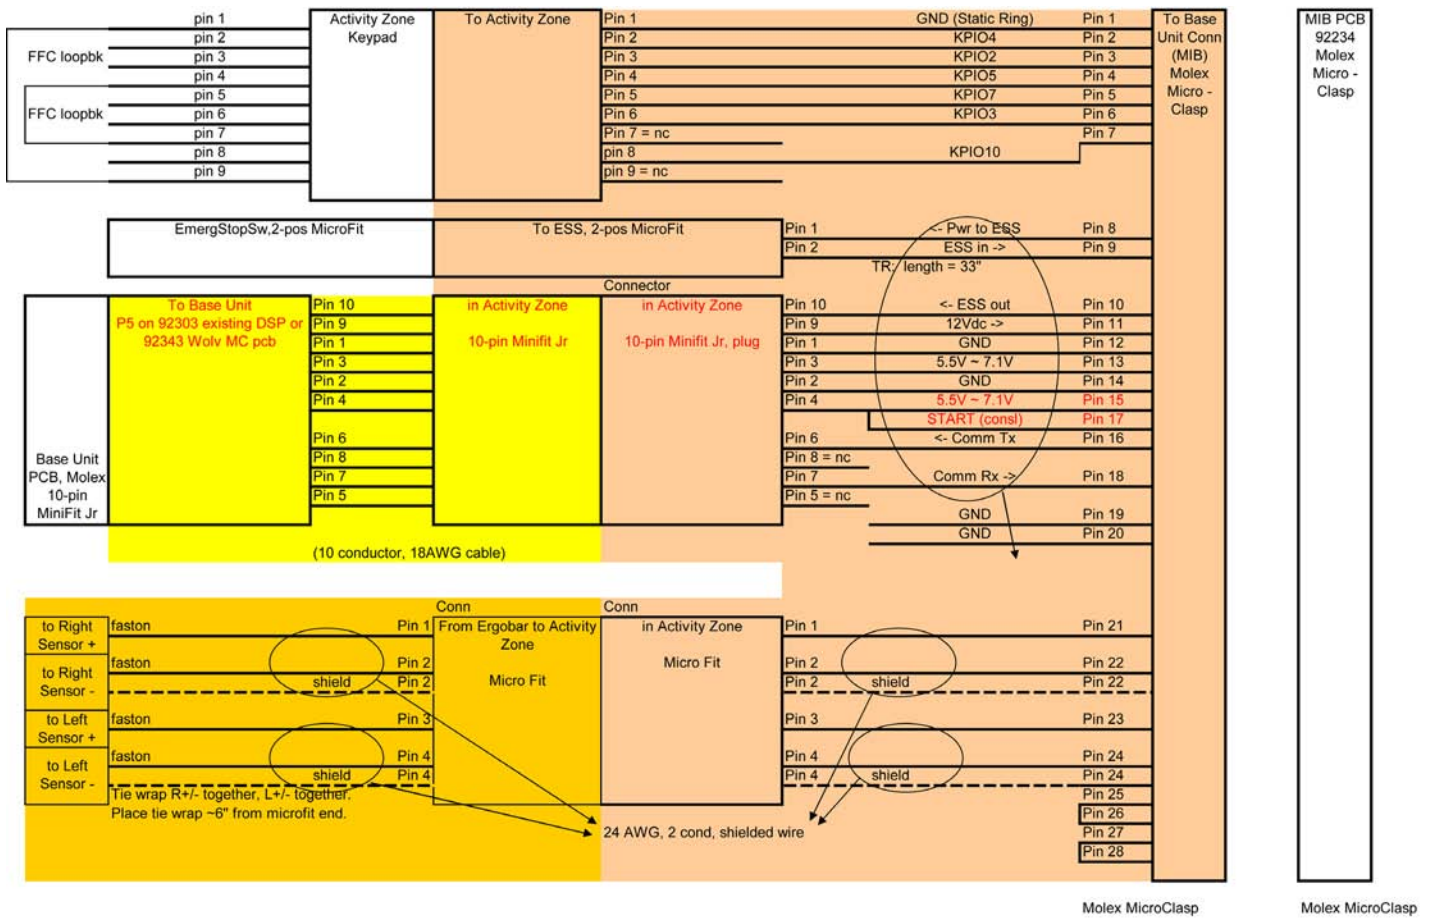 pin 1 Activity Zone To Activity Zone Pin 1 GND (Static Ring) Pin 1 To Base MIB PCB
pin 2 Keypad Pin 2 KPIO4 Pin 2 Unit Conn 92234
FFC loopbk pin 3 Pin 3 KPIO2 Pin 3 (MIB) Molex
pin 4 Pin 4 KPIO5 Pin 4 Molex Micro -
pin 5 Pin 5 KPIO7 Pin 5 Micro - Clasp
FFC loopbk pin 6 Pin 6 KPIO3 Pin 6 Clasp
pin 7 Pin 7 = nc Pin 7
pin 8 pin 8 KPIO10
pin 9 pin 9 = nc
EmergStopSw,2-pos MicroFit To ESS, 2-pos MicroFit Pin 1 <- Pwr to ESS Pin 8
Pin 2 ESS in -> Pin 9
TR: length = 33"
Connector
To Base Unit Pin 10 in Activity Zone in Activity Zone Pin 10 <- ESS out Pin 10
P5 on 92303 existing DSP or Pin 9 Pin 9 12Vdc -> Pin 11
92343 Wolv MC pcb Pin 1 10-pin Minifit Jr 10-pin Minifit Jr, plug Pin 1 GND Pin 12
Pin 3 Pin 3 5.5V ~ 7.1V Pin 13
Pin 2 Pin 2 GND Pin 14
Pin 4 Pin 4 5.5V ~ 7.1V Pin 15
START (consl) Pin 17
Pin 6 Pin 6 <- Comm Tx Pin 16
Base Unit Pin 8 Pin 8 = nc
PCB, Molex Pin 7 Pin 7 Comm Rx -> Pin 18
10-pin Pin 5 Pin 5 = nc
MiniFit Jr GND Pin 19
GND Pin 20
(10 conductor, 18AWG cable)
Conn Conn
to Right faston Pin 1 From Ergobar to Activity in Activity Zone Pin 1 Pin 21
Sensor + Zone
to Right faston Pin 2 Micro Fit Pin 2 Pin 22
Sensor - shield Pin 2 Micro Fit Pin 2 shield Pin 22
to Left faston Pin 3 Pin 3 Pin 23
Sensor +
to Left faston Pin 4 Pin 4 Pin 24
Sensor - shield Pin 4 Pin 4 shield Pin 24
Tie wrap R+/- together, L+/- together. Pin 25
Place tie wrap ~6" from microfit end. Pin 26
24 AWG, 2 cond, shielded wire Pin 27
Pin 28
Molex MicroClasp Molex MicroClasp